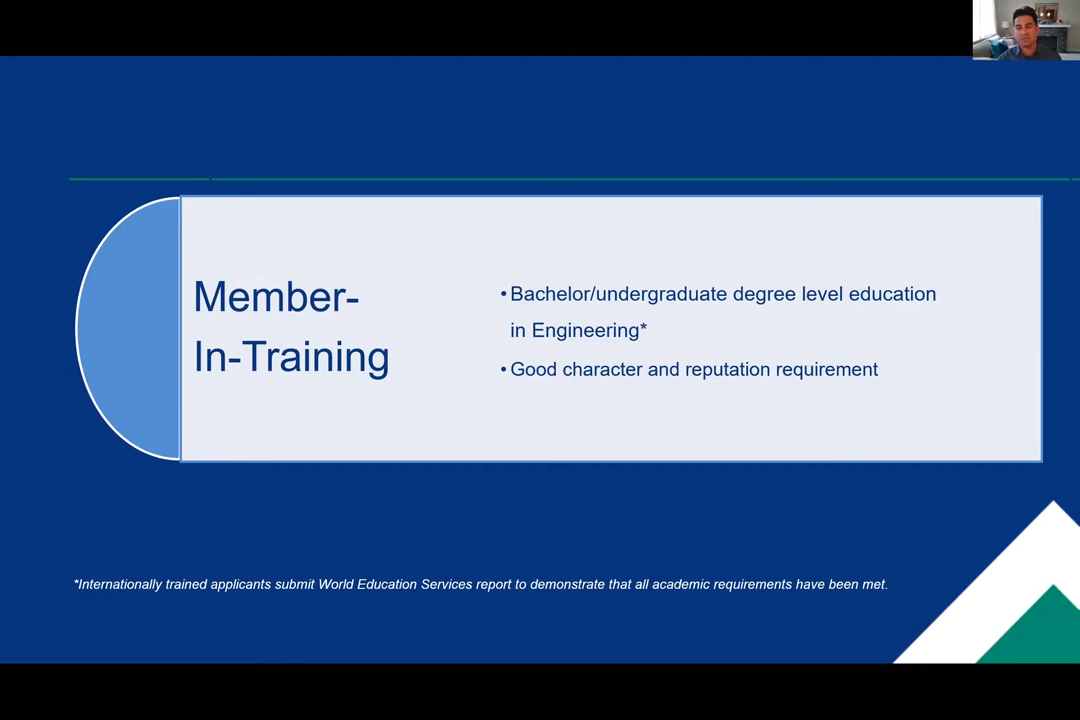 Member-
In-Training
•Bachelor/undergraduate degree level education
in Engineering*
•Good character and reputation requirement
*Internationally trained applicants submit World Education Services report to demonstrate that all academic requirements have been met.